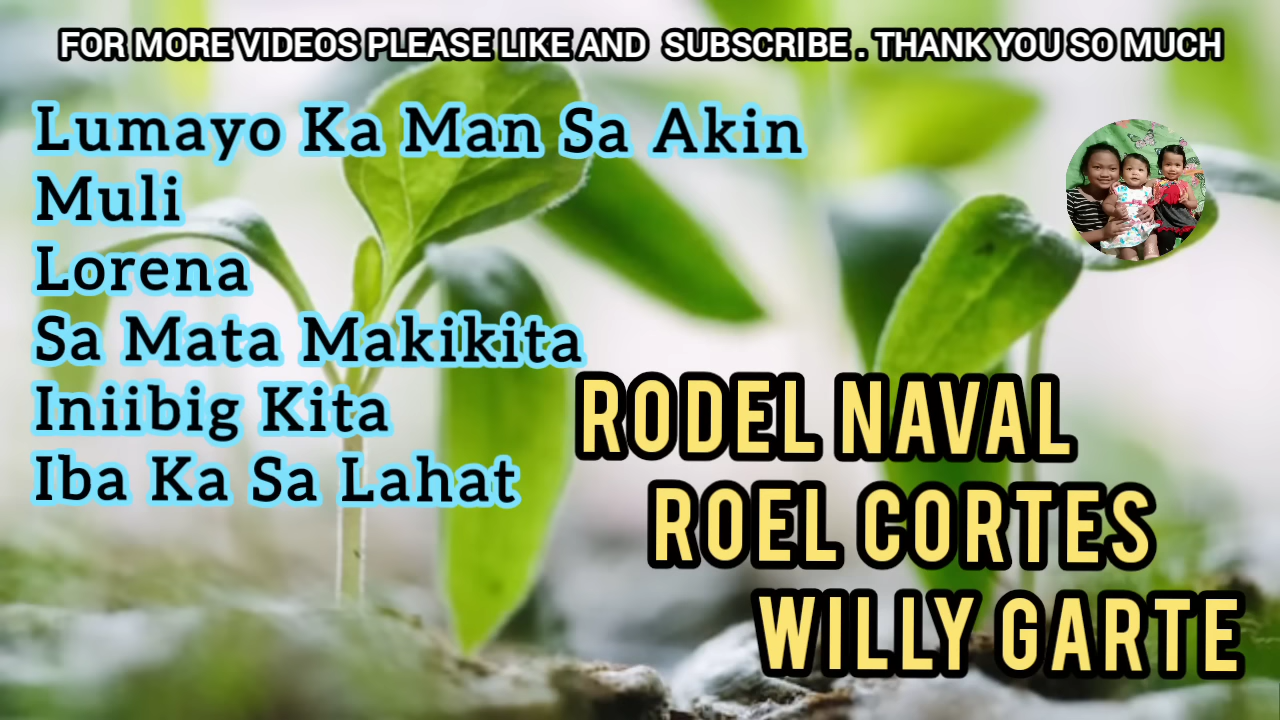 FOR MORE VIDEOS PLEASE LIKE AND SUBSCRIBE . THANK YOU SO MUCH
Lumayo Ka Man Sa Akin
Muli
Lorena
Sa Mata Makikita
Iniibig Kita
Iba Ka Sa Lahat
RODEL NAVAL
ROEL CORTES
WILLY GARTE